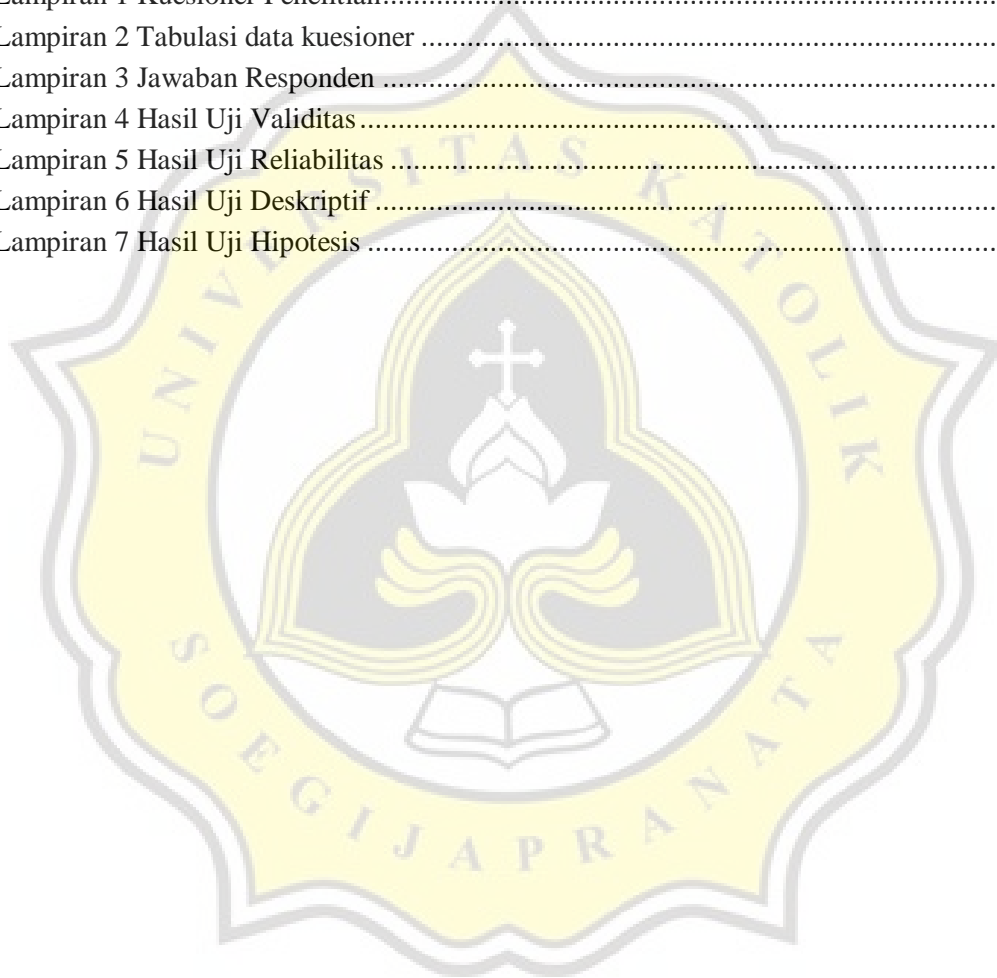 Lampiran 1 Kuesioner Penelitian................................................................
Lampiran 2 Tabulasi data kuesioner ................................................................
Lampiran 3 Jawaban Responden ................................................................
Lampiran 4 Hasil Uji Validitas................................................................
Lampiran 5 Hasil Uji Reliabilitas ................................................................
Lampiran 6 Hasil Uji Deskriptif................................................................
Lampiran 7 Hasil Uji Hipotesis ................................................................
UNIVERSITAS KATOLIK
SOEGIJAPRANATA